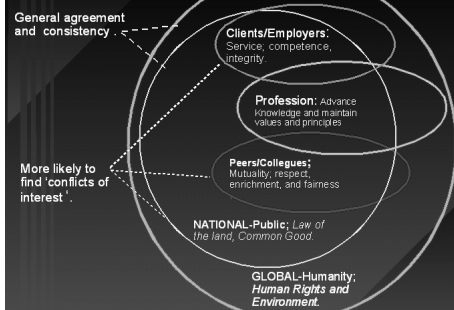 General agreement
and consistency .
Clients/Employers:
Service; competence,
integrity.
Profession: Advance
Knowledge and maintain
values and principles
Peers/Collegues;
Mutuality; respect,
enrichment, and fairness
More likely to
find ‘conflicts of
interest ‘.
NATIONAL-Public; Law of
the land, Common Good.
GLOBAL-Humanity;
Human Rights and
Environment.